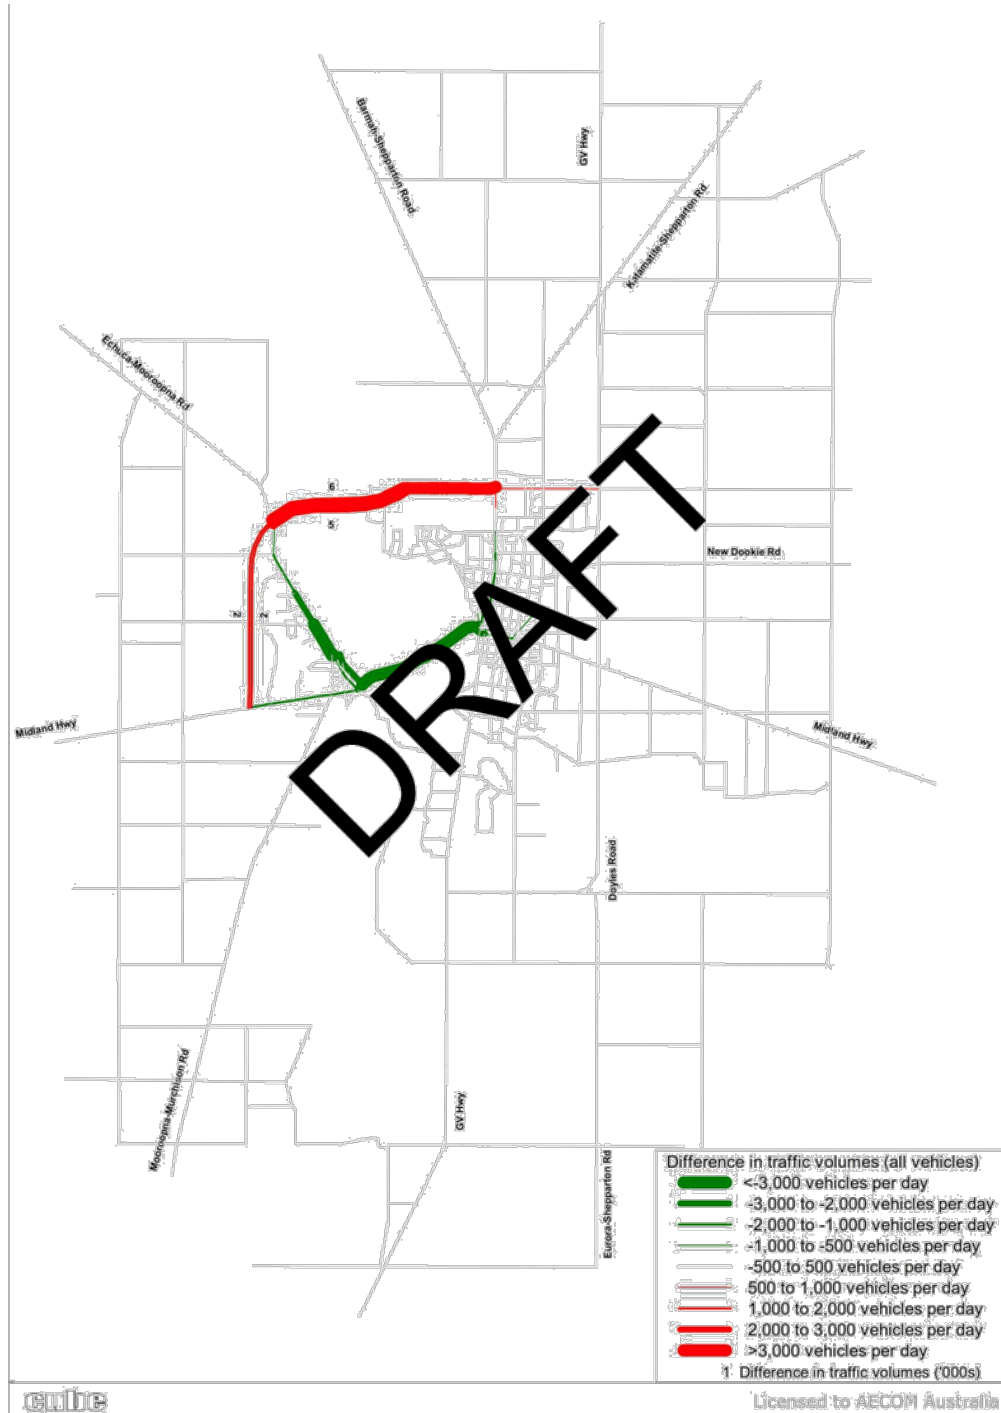 Barmah-Shepparton Road
GV Hwy
Katamatite-Shepparton Rd
Echuca-Mooroopna Rd
6
5
New Dookie Rd
2
2
5
DRAFT
Midland Hwy
Midland Hwy
Doyles Road
Mooroopna-Murchison Rd
GV Hwy
Eurora-Shepparton Rd
Difference in traffic volumes (all vehicles)
<-3,000 vehicles per day
-3,000 to -2,000 vehicles per day
-2,000 to -1,000 vehicles per day
-1,000 to -500 vehicles per day
-500 to 500 vehicles per day
500 to 1,000 vehicles per day
1,000 to 2,000 vehicles per day
2,000 to 3,000 vehicles per day
>3,000 vehicles per day
1 Difference in traffic volumes ('000s)
cube
Licensed to AECOM Australia